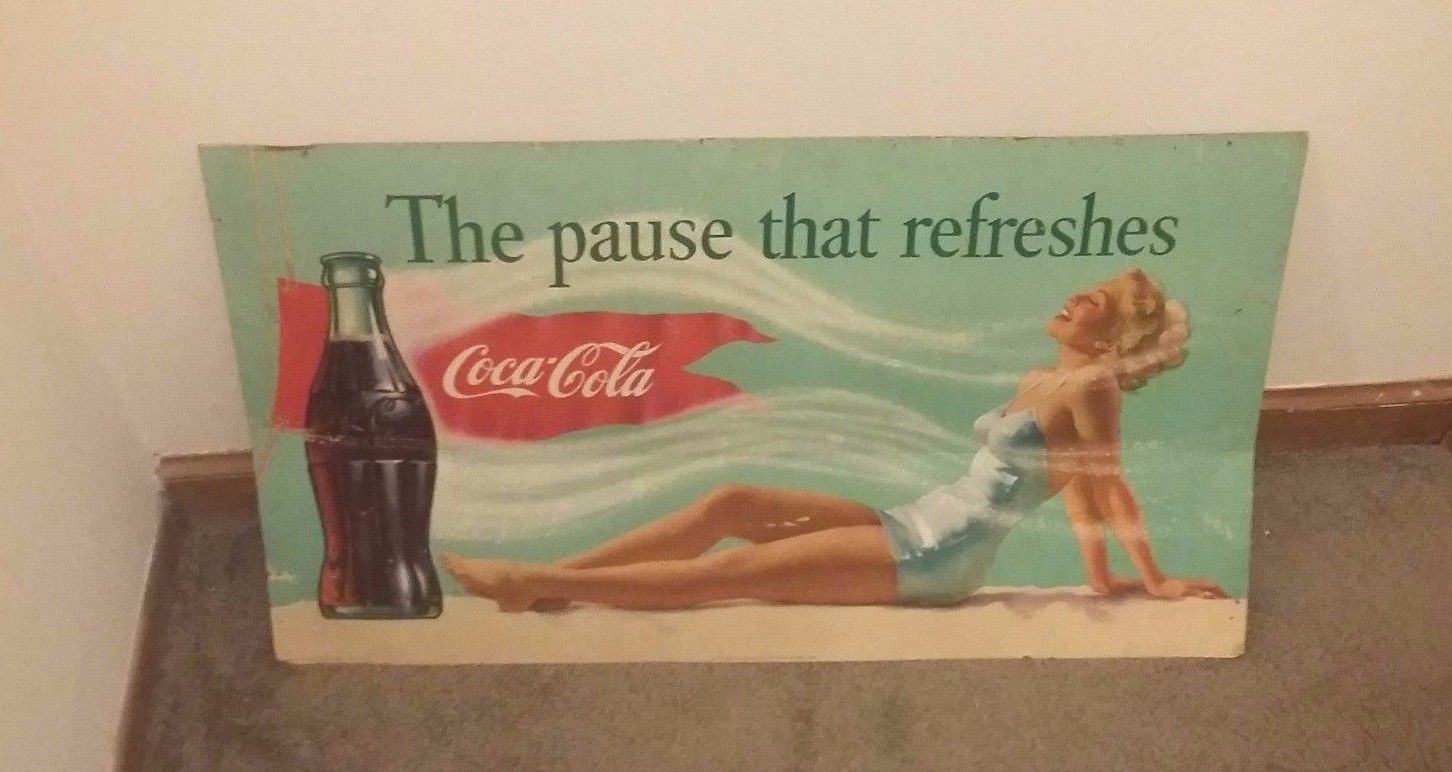 The pause that refreshes
Coca-Cola